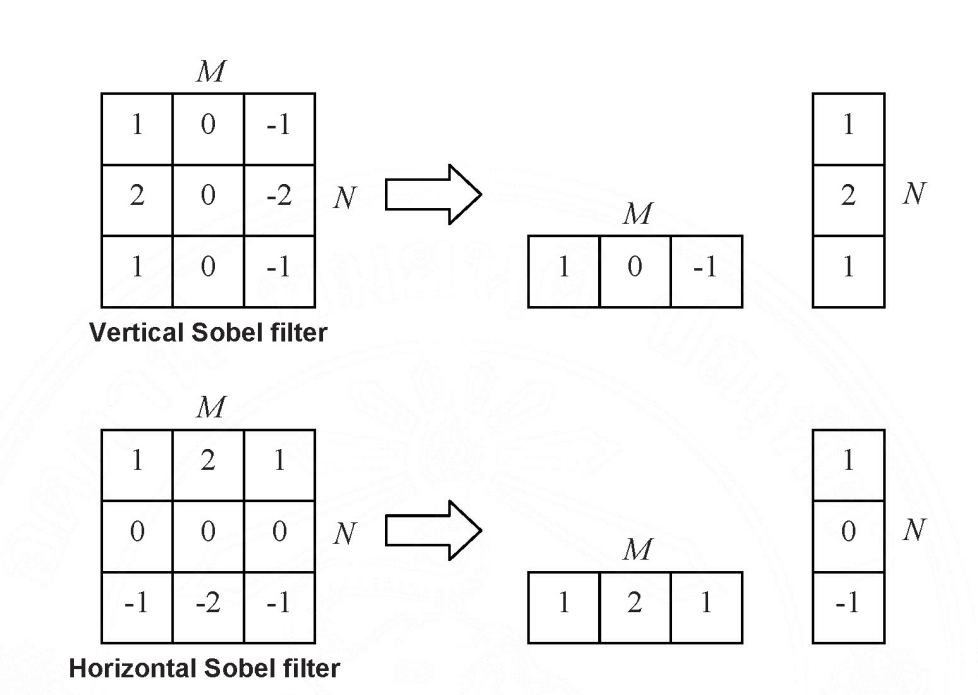 M
1 0 -1
2 0 -2 N
1 0 -1
Vertical Sobel filter
M
1 0 -1
1
2 N
1
M
1 2 1
0 0 0 N
-1 -2 -1
Horizontal Sobel filter
M
1 2 1
1
0 N
-1